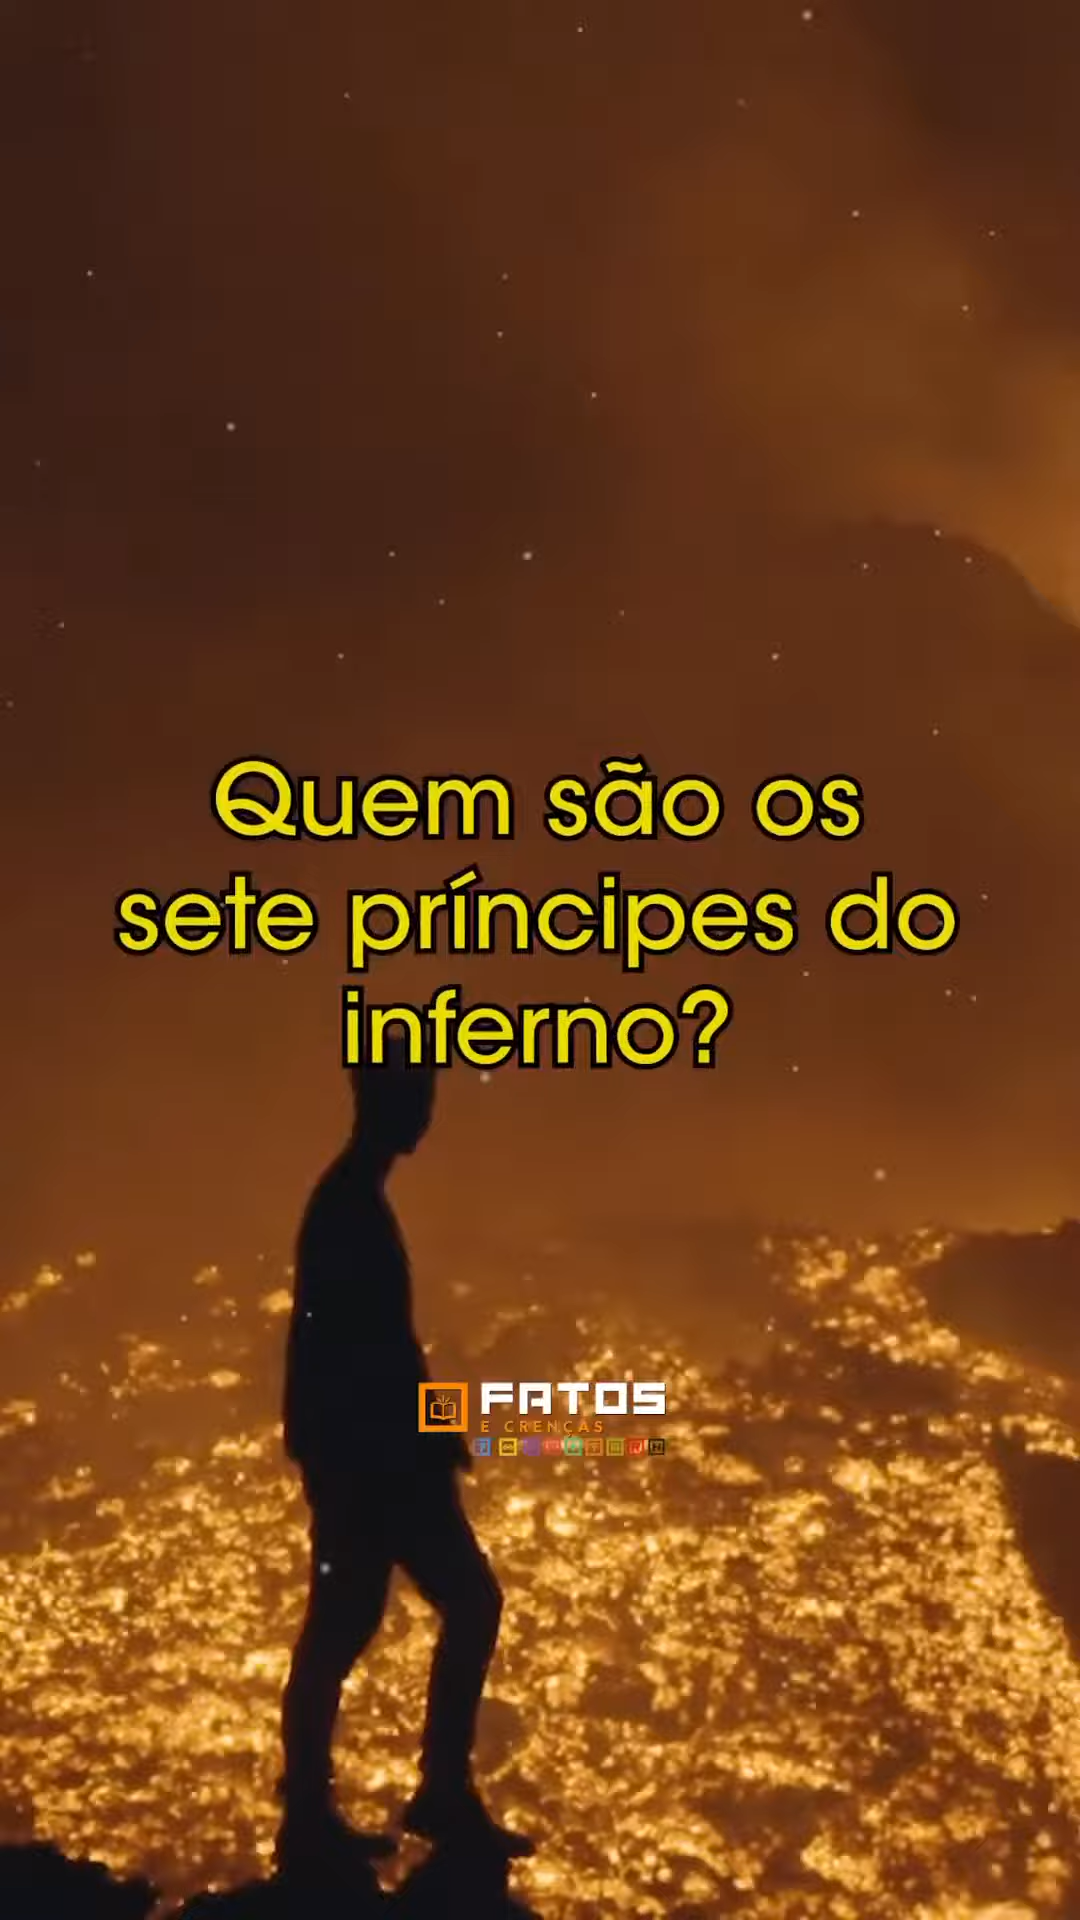 Quem são os
sete príncipes do
inferno?
FATOS
E CRENÇAS